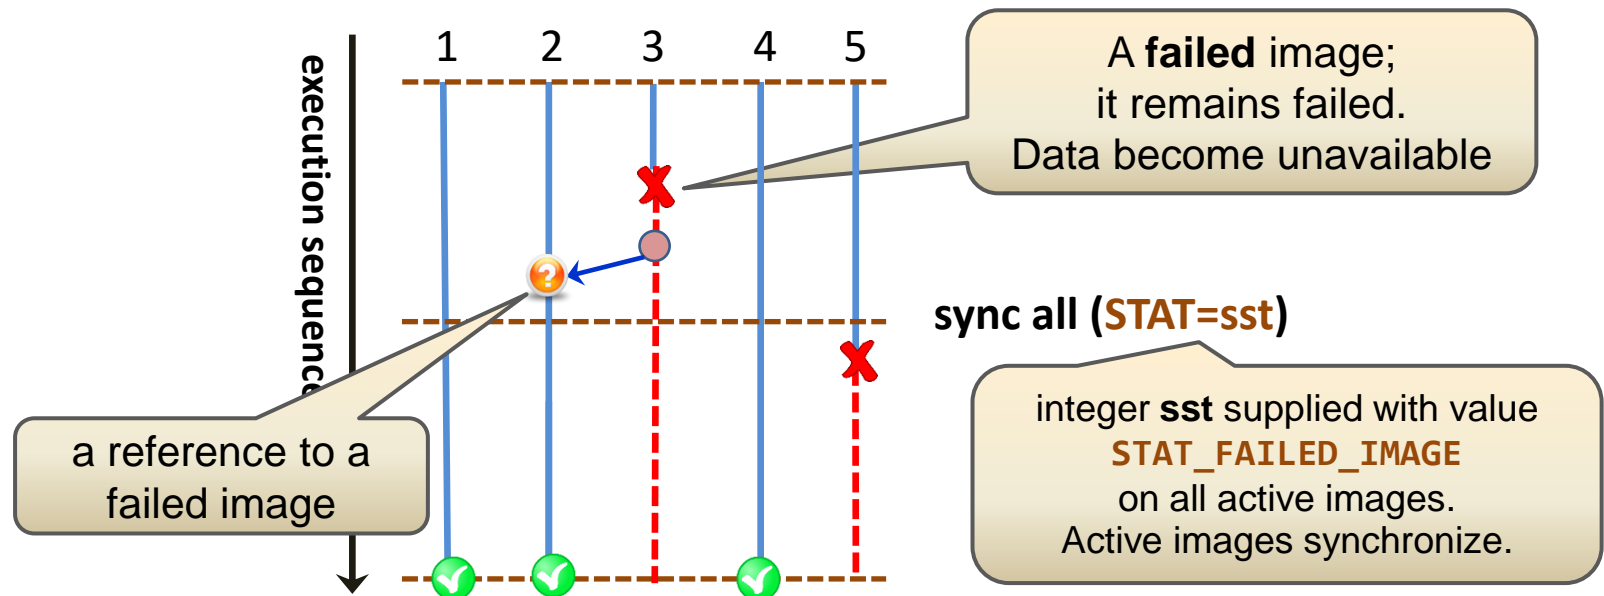 1 2 3 4 5
execution sequence
A failed image;
it remains failed.
Data become unavailable
?
sync all (STAT=sst)
a reference to a
failed image
integer sst supplied with value
STAT_FAILED_IMAGE
on all active images.
Active images synchronize.